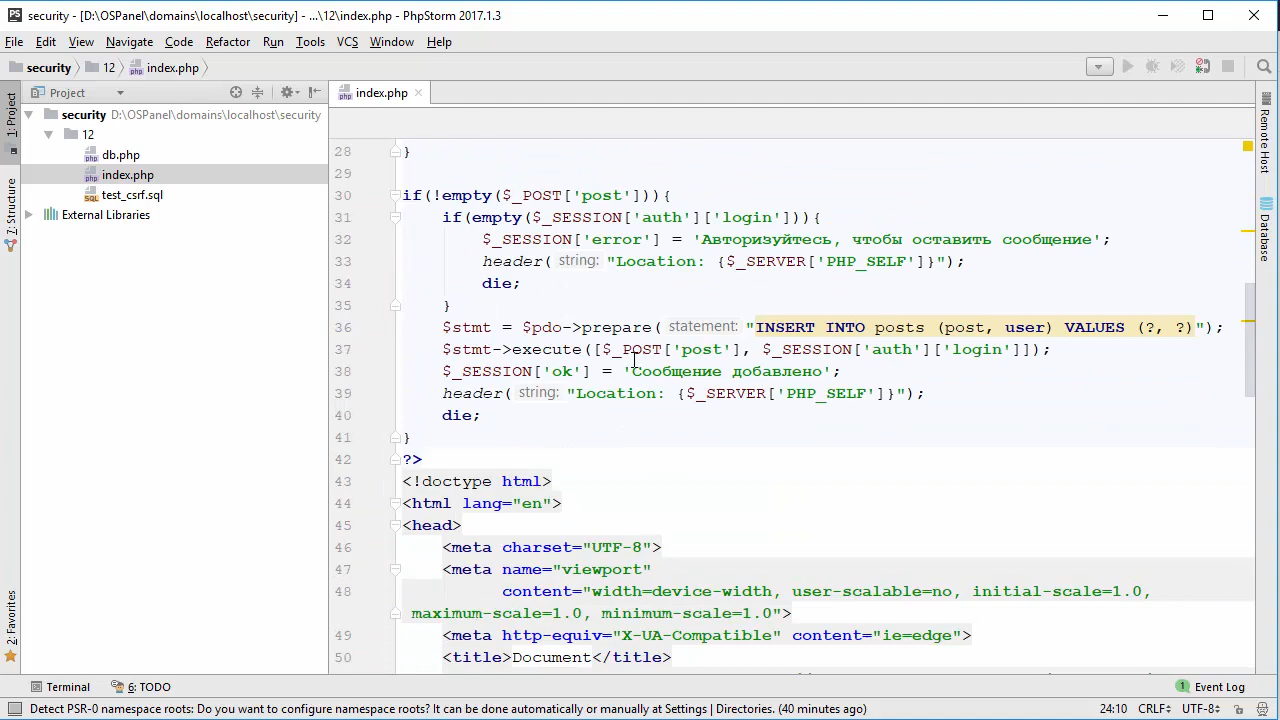 security - [D:\OSPanel\domains\localhost\security] - ...\12\index.php - PhpStorm 2017.1.3
File Edit View Navigate Code Refactor Run Tools VCS Window Help
security 12 index.php
Project
index.php
1: Project
7: Structure
2: Favorites
security D:\OSPanel\domains\localhost\security
12
db.php
index.php
test_csrf.sql
External Libraries
28 }
29
30 if(!empty($_POST['post'])){
31 if(empty($_SESSION['auth']['login'])){
32 $_SESSION['error'] = 'Авторизуйтесь, чтобы оставить сообщение';
33 header( string: "Location: {$_SERVER['PHP_SELF']}");
34 die;
35 }
36 $stmt = $pdo->prepare( statement: "INSERT INTO posts (post, user) VALUES (?, ?)");
37 $stmt->execute([$_POST['post'], $_SESSION['auth']['login']]);
38 $_SESSION['ok'] = 'Сообщение добавлено';
39 header( string: "Location: {$_SERVER['PHP_SELF']}");
40 die;
41 }
42 ?>
43 <!doctype html>
44 <html lang="en">
45 <head>
46 <meta charset="UTF-8">
47 <meta name="viewport"
48 content="width=device-width, user-scalable=no, initial-scale=1.0,
maximum-scale=1.0, minimum-scale=1.0">
49 <meta http-equiv="X-UA-Compatible" content="ie=edge">
50 <title>Document</title>
Remote Host
Database
Terminal 6: TODO 1 Event Log
Detect PSR-0 namespace roots: Do you want to configure namespace roots? It can be done automatically or manually at Settings | Directories. (40 minutes ago) 24:10 CRLF UTF-8